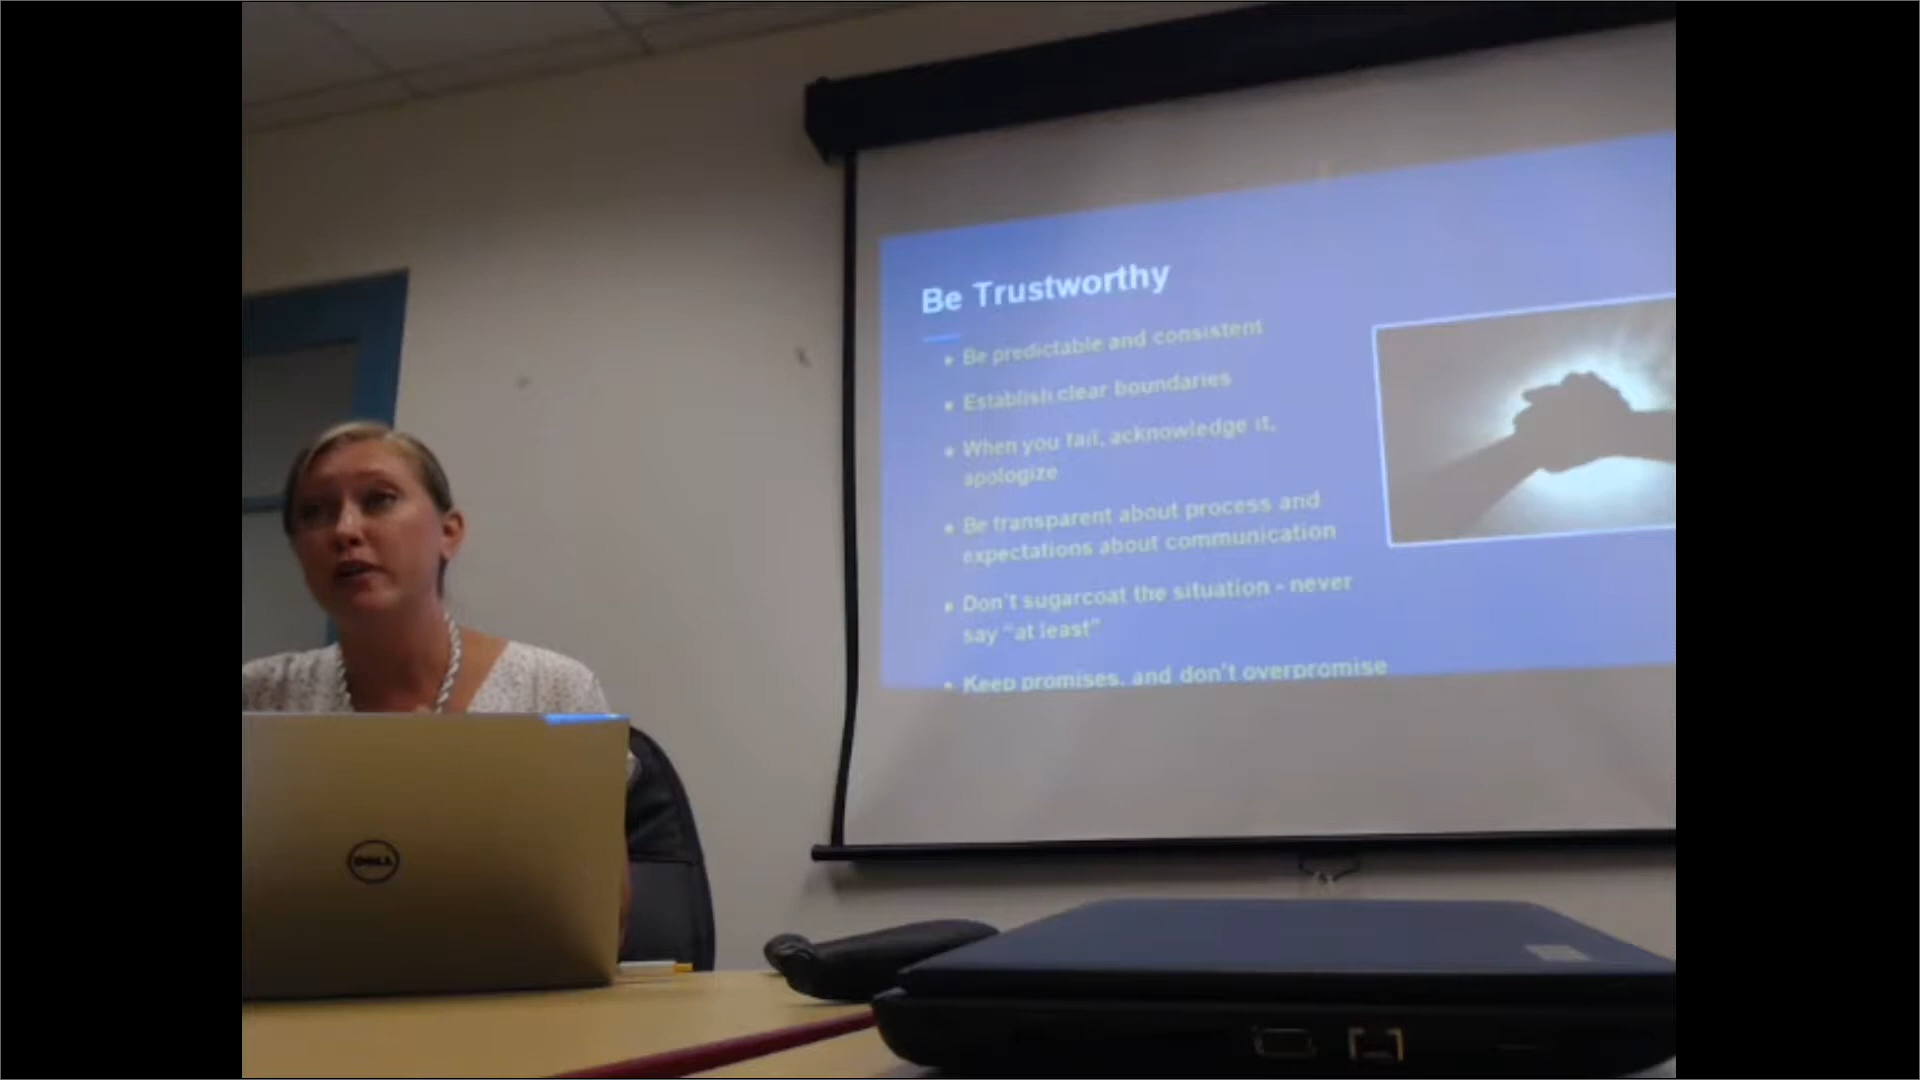 Be Trustworthy
• Be predictable and consistent
• Establish clear boundaries
• When you fail, acknowledge it,
apologize
• Be transparent about process and
expectations about communication
• Don't sugarcoat the situation - never
say "at least"
• Keep promises, and don't overpromise
DELL